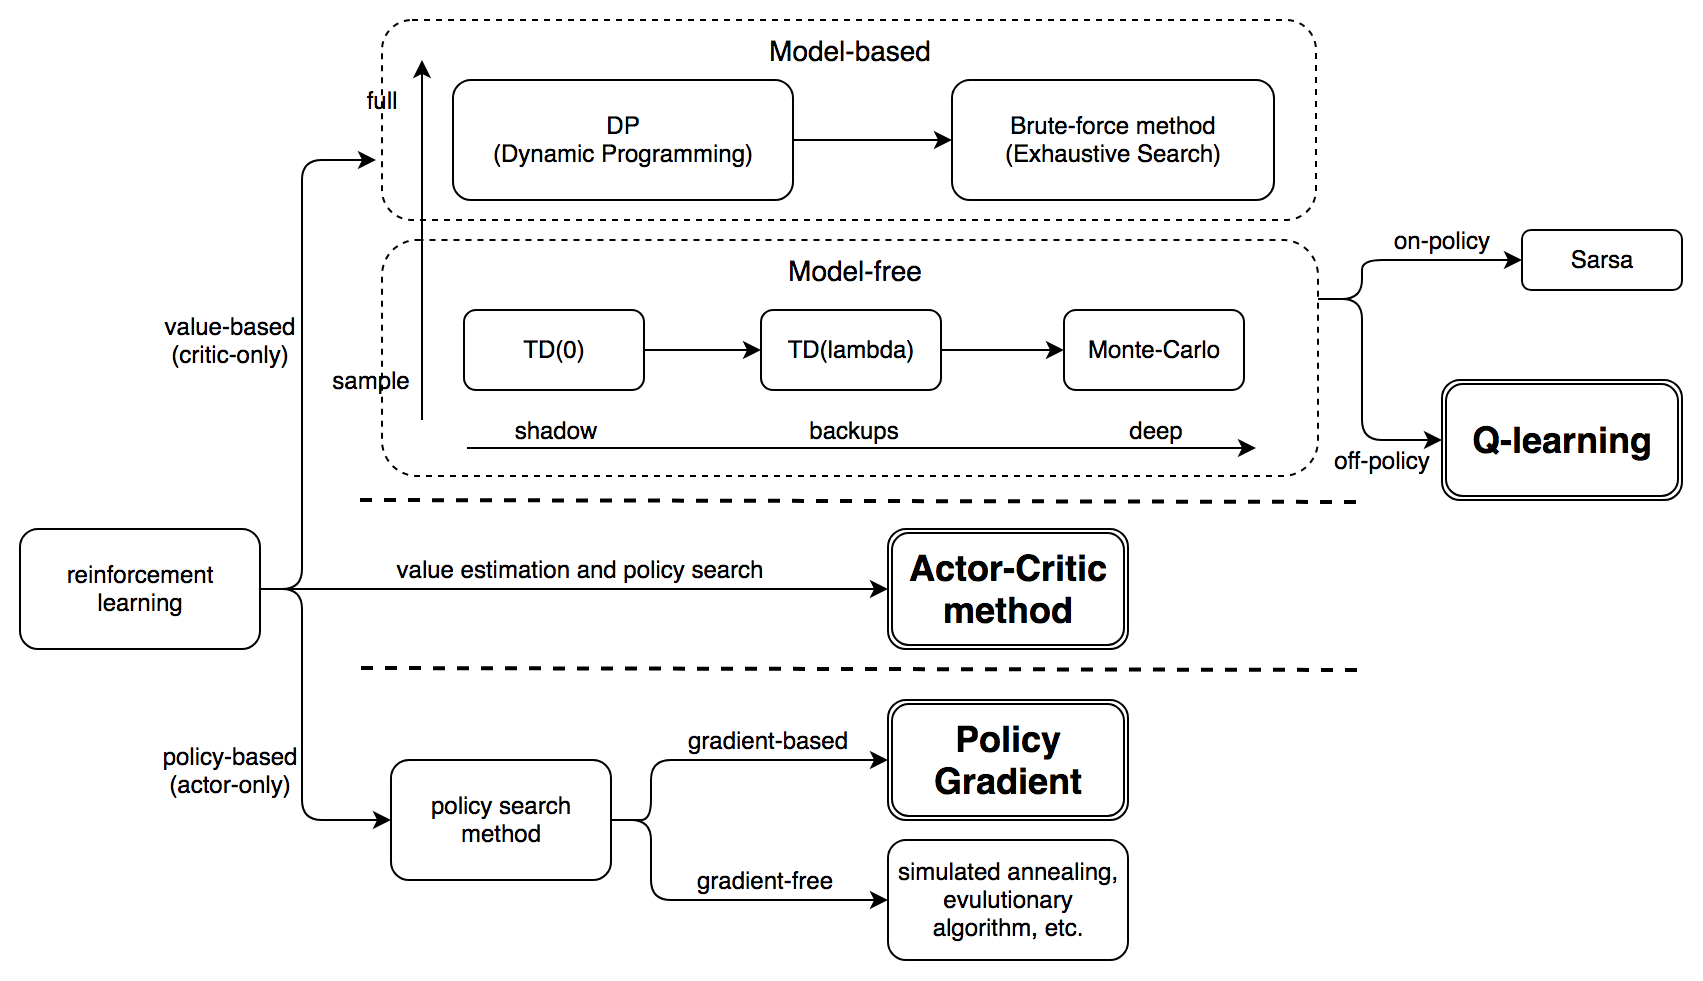 Model-based
full
DP
(Dynamic Programming)
Brute-force method
(Exhaustive Search)
Model-free
on-policy
Sarsa
value-based
(critic-only)
TD(0)
TD(lambda)
Monte-Carlo
sample
shadow
backups
deep
Q-learning
off-policy
reinforcement
learning
value estimation and policy search
Actor-Critic
method
policy-based
(actor-only)
policy search
method
gradient-based
Policy
Gradient
gradient-free
simulated annealing,
evulutionary
algorithm, etc.